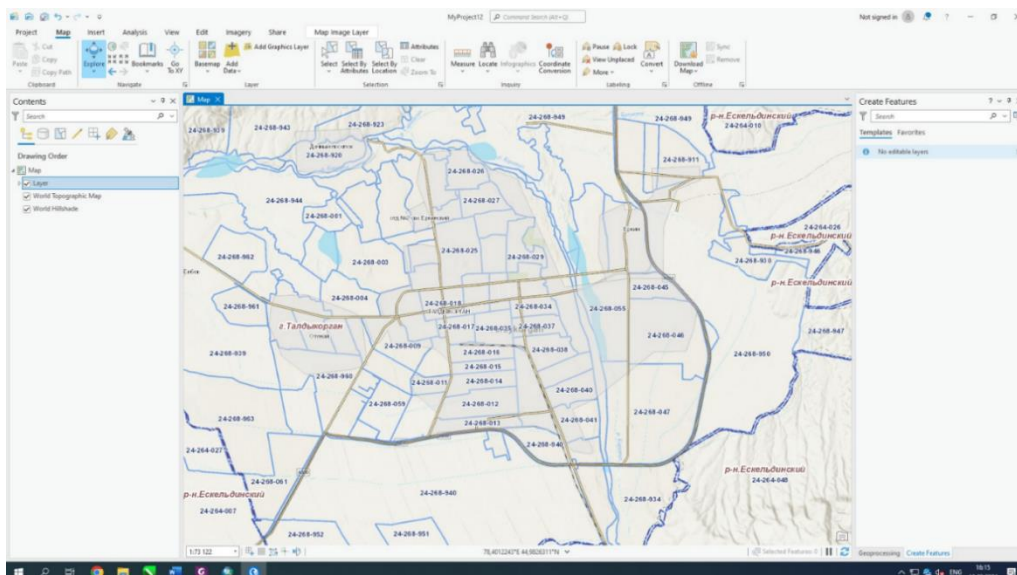 MyProject12
Command Search (Alt+Q)
Not signed in
Project
Map
Insert
Analysis
View
Edit
Imagery
Share
Map Image Layer
Cut
Copy
Copy Path
Paste
Explore
Bookmarks
Go To XY
Basemap
Add Data
Add Graphics Layer
Select
Select By Attributes
Select By Location
Attributes
Clear
Zoom To
Measure
Locate
Infographics
Coordinate Conversion
Pause
Lock
View Unplaced
More
Convert
Download Map
Sync
Remove
Clipboard
Navigate
Layer
Selection
Inquiry
Labeling
Offline
Contents
Search
Drawing Order
Map
Layer
World Topographic Map
World Hillshade
Map
24-268-943
24-268-923
24-268-949
24-268-949
р-н.Ескельдинский
24-264-010
24-268-920
24-268-911
24-268-026
24-268-944
24-268-027
24-268-001
24-264-026
р-н.Ескельдинский
24-268-025
24-268-029
24-268-962
24-268-003
р-н.Ескельдинский
24-268-004
24-268-045
24-268-961
24-268-018
24-268-034
24-268-055
г.Талдыкорган
24-268-017
24-268-035
24-268-037
24-268-046
24-268-947
24-268-009
24-268-016
24-268-038
24-268-939
24-268-950
24-268-015
24-268-960
24-268-011
24-268-014
24-268-040
24-268-059
24-268-012
24-268-047
24-268-963
24-268-013
24-268-041
24-264-027
р-н.Ескельдинский
24-264-048
24-268-061
р-н.Ескельдинский
24-268-940
24-268-934
24-264-007
24-268-952
24-268-951
1:73 122
78,4012247°E 44,9826311°N
Selected Features: 0
Create Features
Search
Templates
Favorites
No editable layers
Geoprocessing
Create Features
ENG
18:15